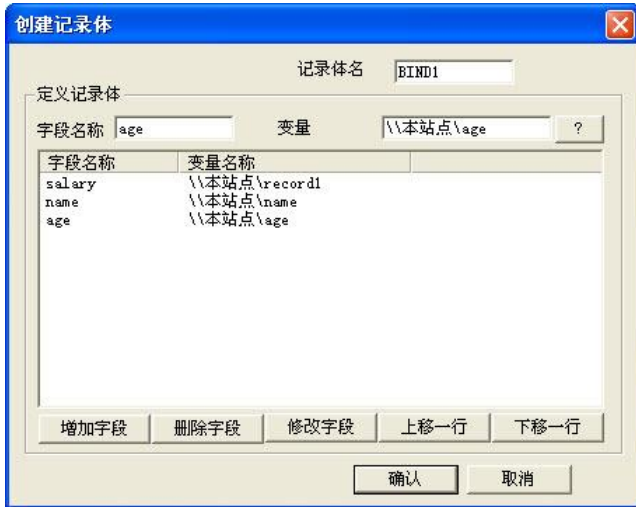 创建记录体
记录体名 BIND1
定义记录体
字段名称 age 变量 \\本站点\age ?
字段名称 变量名称
salary \\本站点\record1
name \\本站点\name
age \\本站点\age
增加字段 删除字段 修改字段 上移一行 下移一行
确认 取消